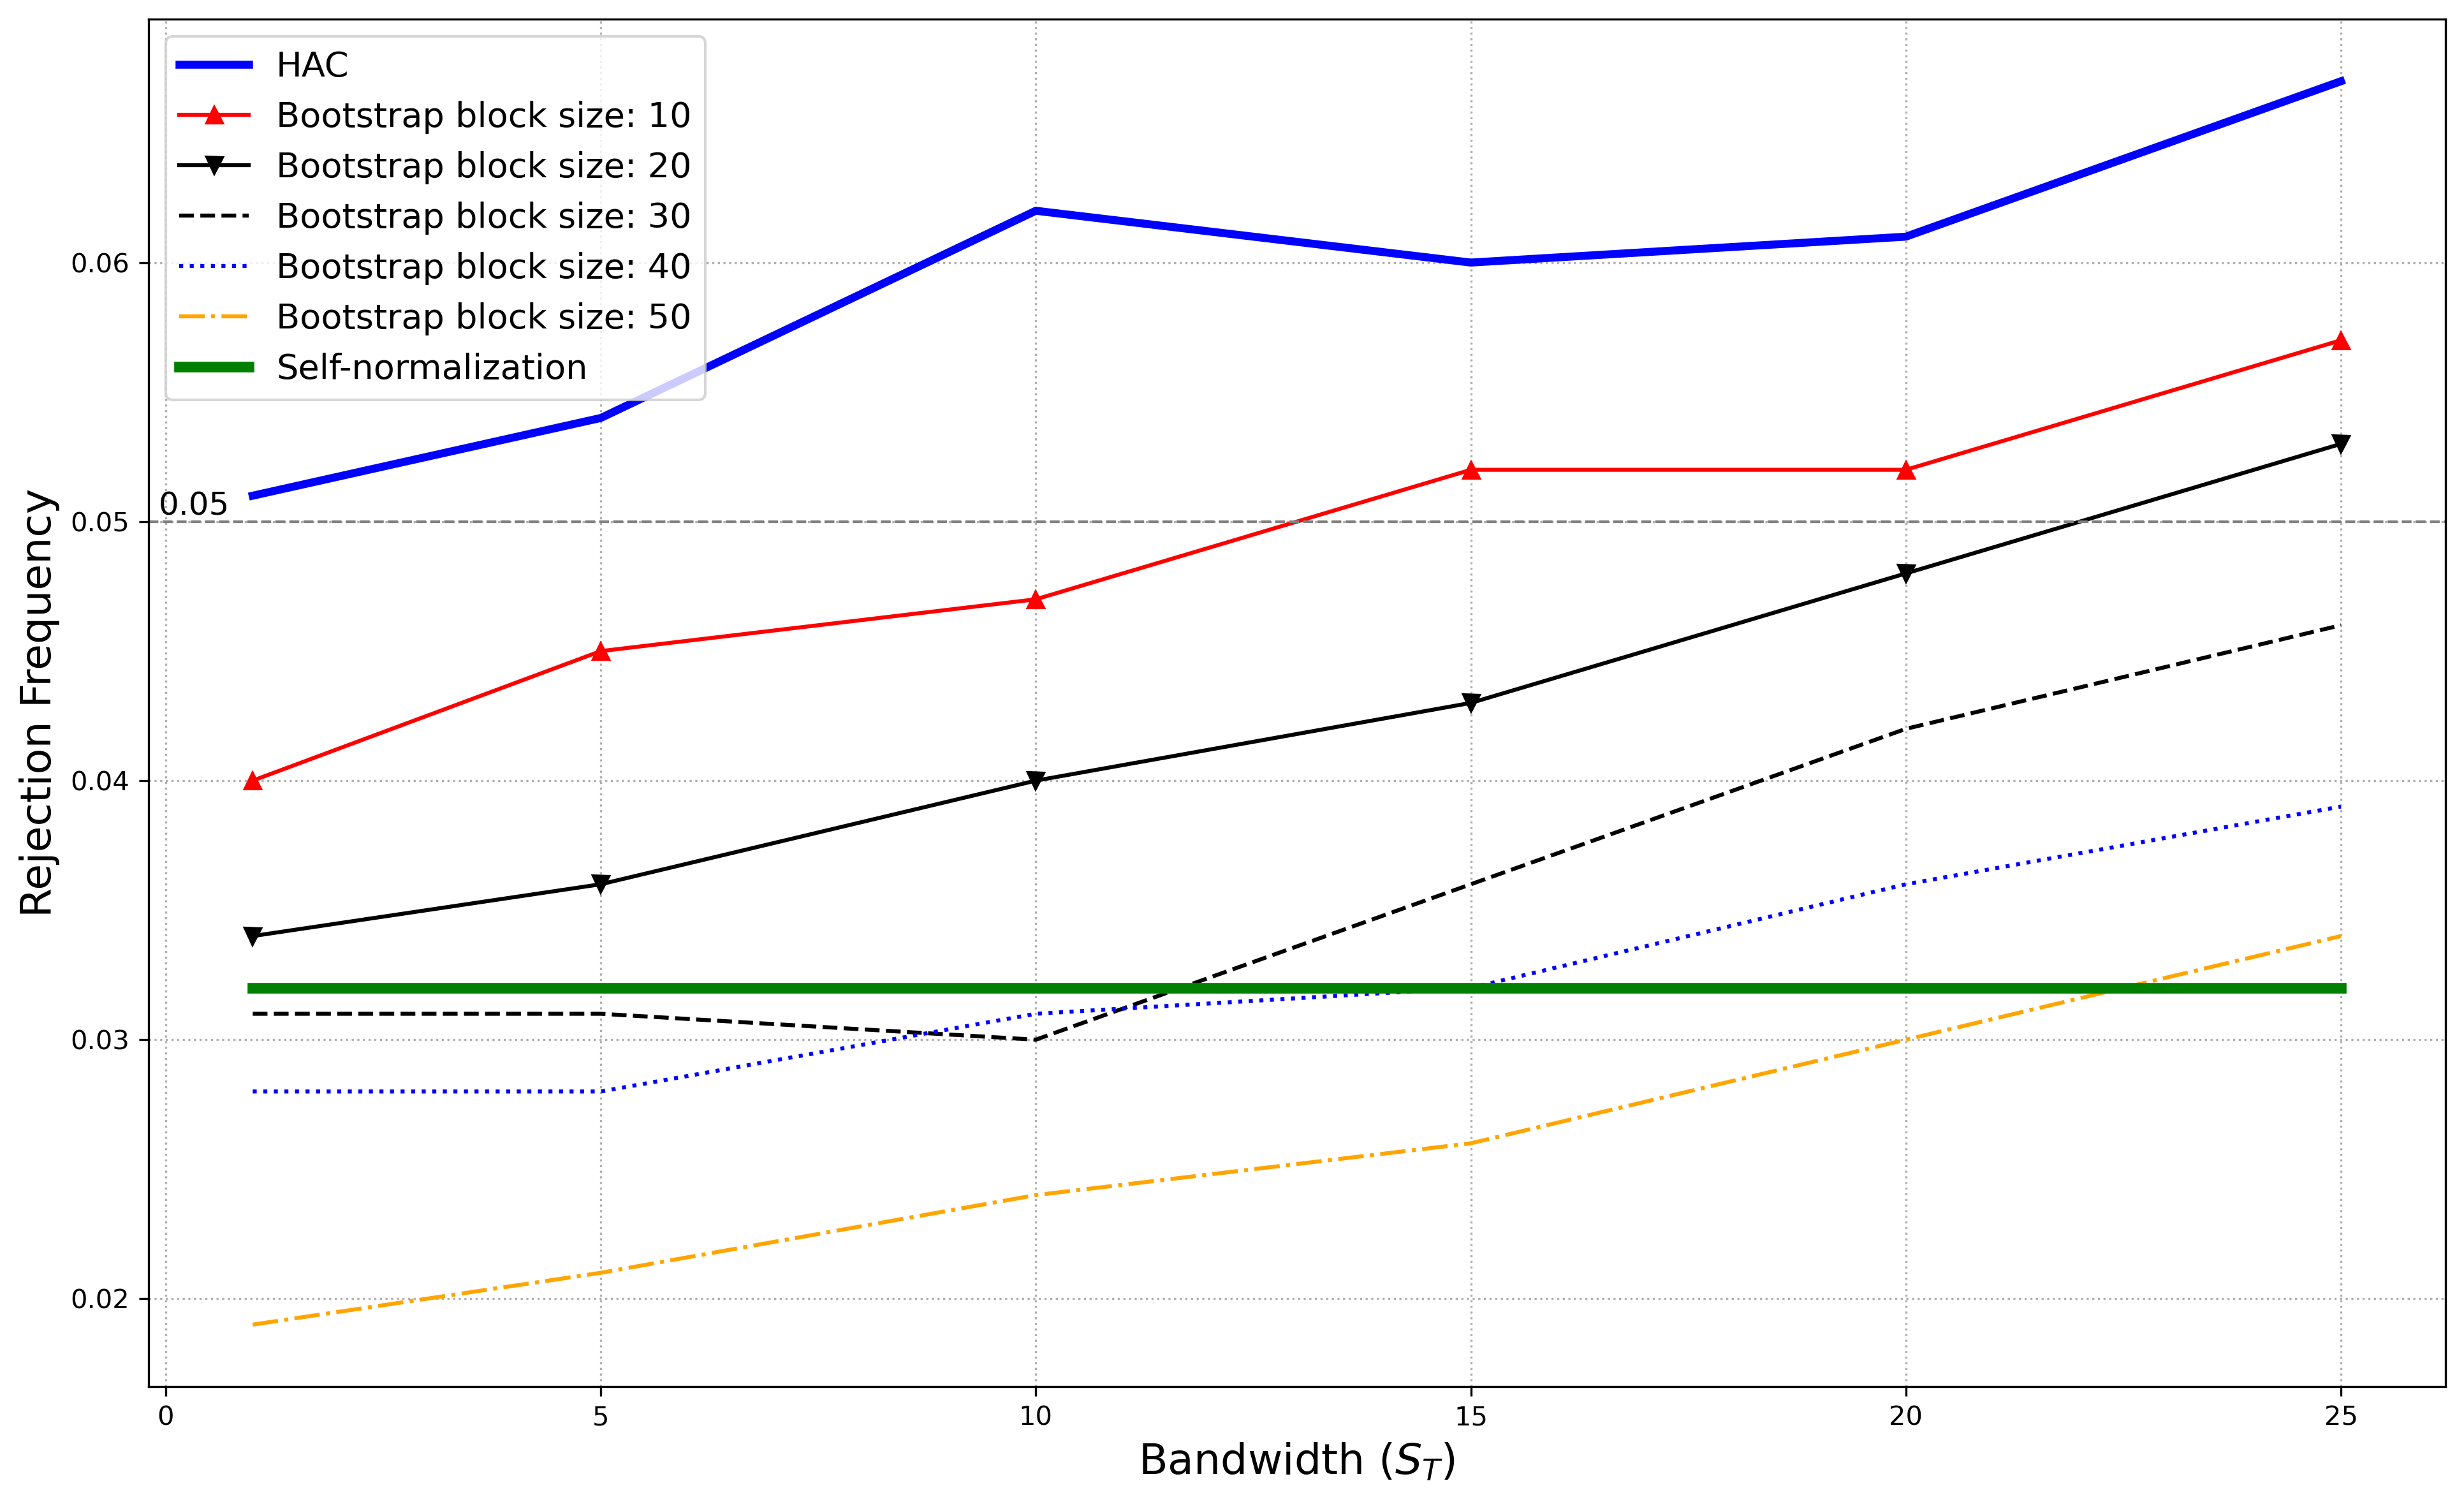 HAC
Bootstrap block size: 10
Bootstrap block size: 20
Bootstrap block size: 30
Bootstrap block size: 40
Bootstrap block size: 50
Self-normalization
0.06
0.05
0.05
0.04
0.03
0.02
Rejection Frequency
0 5 10 15 20 25
Bandwidth ($S_T$)